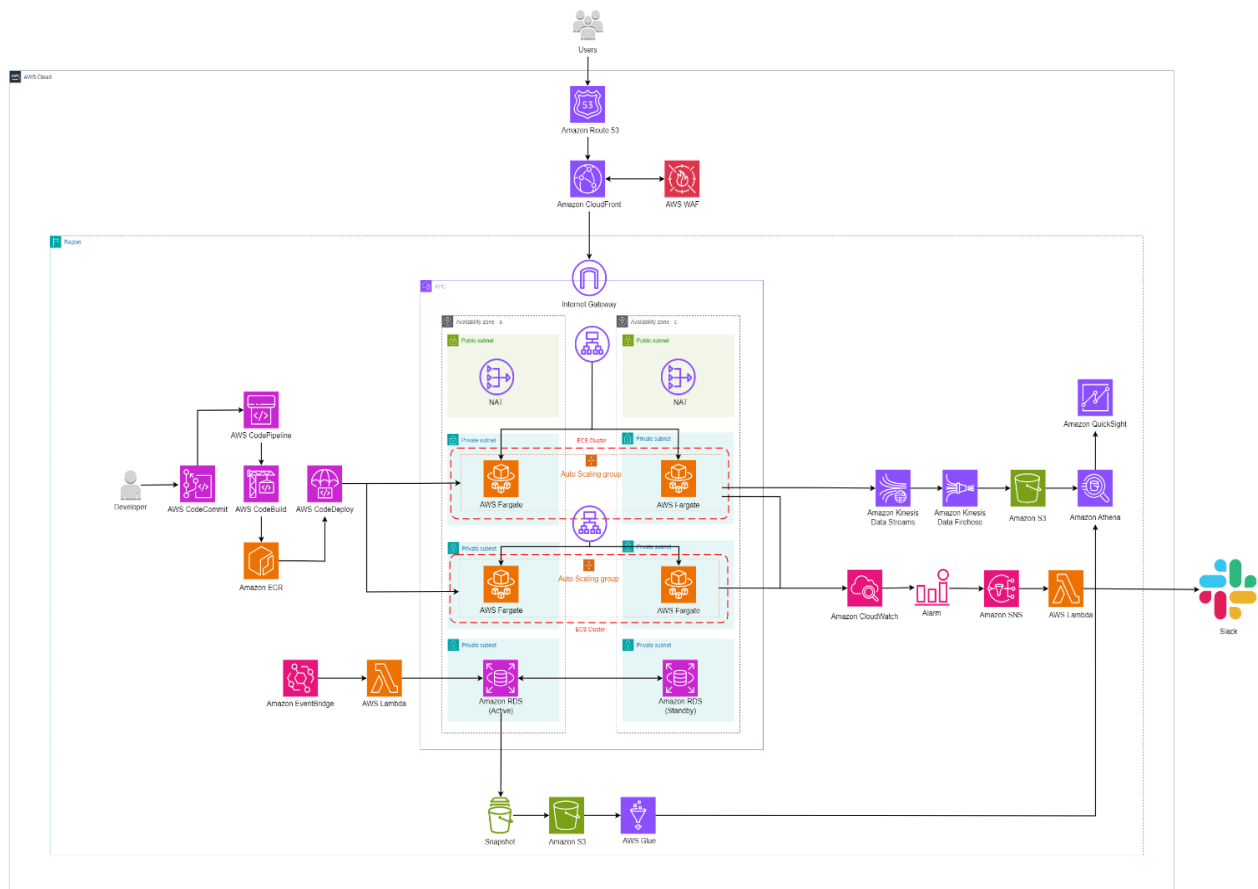 Users
aws
AWS Cloud
53
Amazon Route 53
Amazon CloudFront
AWS WAF
Region
Internet Gateway
VPC
Availability zone - a
Availability zone - c
Public subnet
Public subnet
NAT
NAT
Private subnet
ECS Cluster
Private subnet
Auto Scaling group
AWS Fargate
AWS Fargate
Private subnet
Private subnet
Auto Scaling group
AWS Fargate
AWS Fargate
ECS Cluster
Private subnet
Private subnet
Amazon RDS
(Active)
Amazon RDS
(Standby)
Developer
AWS CodeCommit
AWS CodePipeline
AWS CodeBuild
AWS CodeDeploy
Amazon ECR
Amazon EventBridge
AWS Lambda
Amazon Kinesis
Data Streams
Amazon Kinesis
Data Firehose
Amazon S3
Amazon Athena
Amazon QuickSight
Amazon CloudWatch
Alarm
Amazon SNS
AWS Lambda
Slack
Snapshot
Amazon S3
AWS Glue